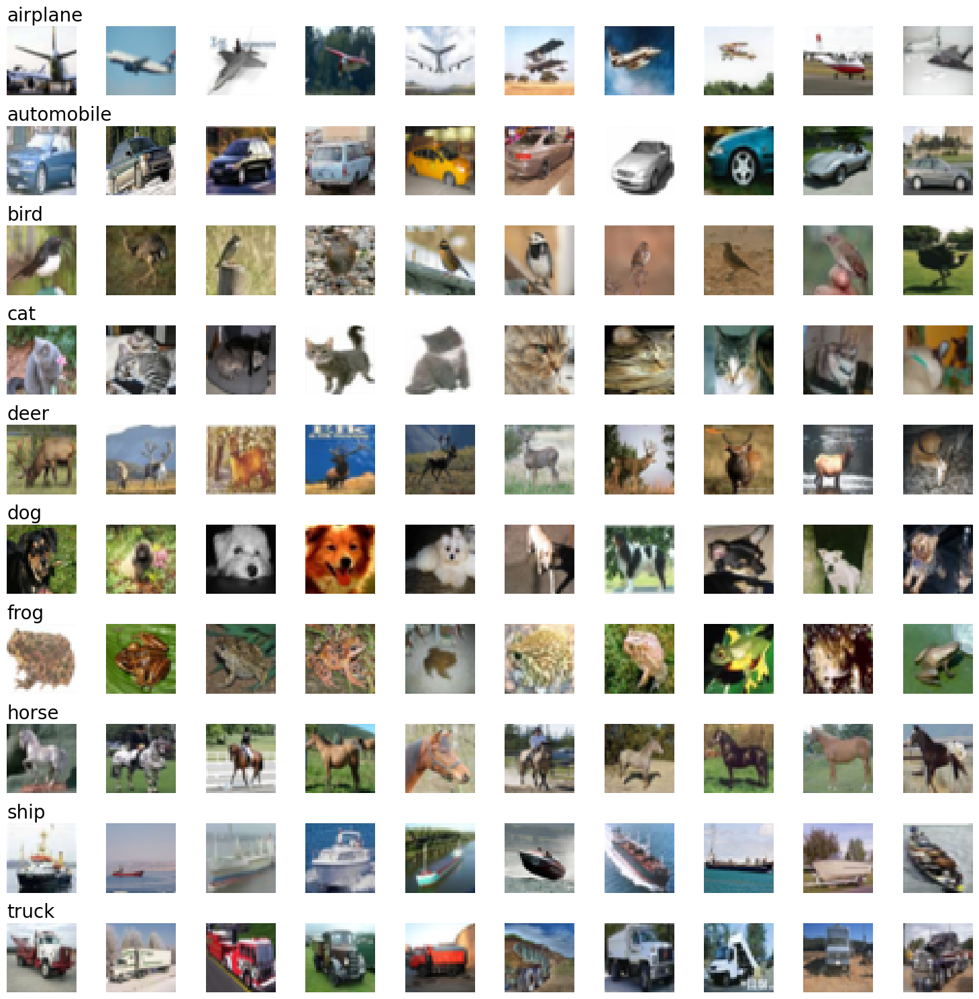 airplane
automobile
bird
cat
deer
dog
frog
horse
ship
truck